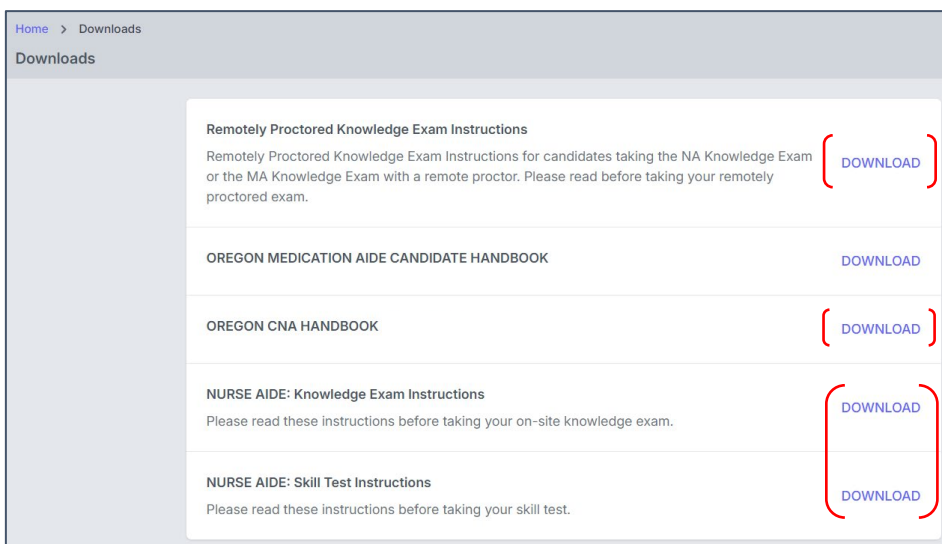 Home > Downloads
Downloads
Remotely Proctored Knowledge Exam Instructions
Remotely Proctored Knowledge Exam Instructions for candidates taking the NA Knowledge Exam
or the MA Knowledge Exam with a remote proctor. Please read before taking your remotely
proctored exam.
DOWNLOAD
OREGON MEDICATION AIDE CANDIDATE HANDBOOK
DOWNLOAD
OREGON CNA HANDBOOK
DOWNLOAD
NURSE AIDE: Knowledge Exam Instructions
Please read these instructions before taking your on-site knowledge exam.
DOWNLOAD
NURSE AIDE: Skill Test Instructions
Please read these instructions before taking your skill test.
DOWNLOAD